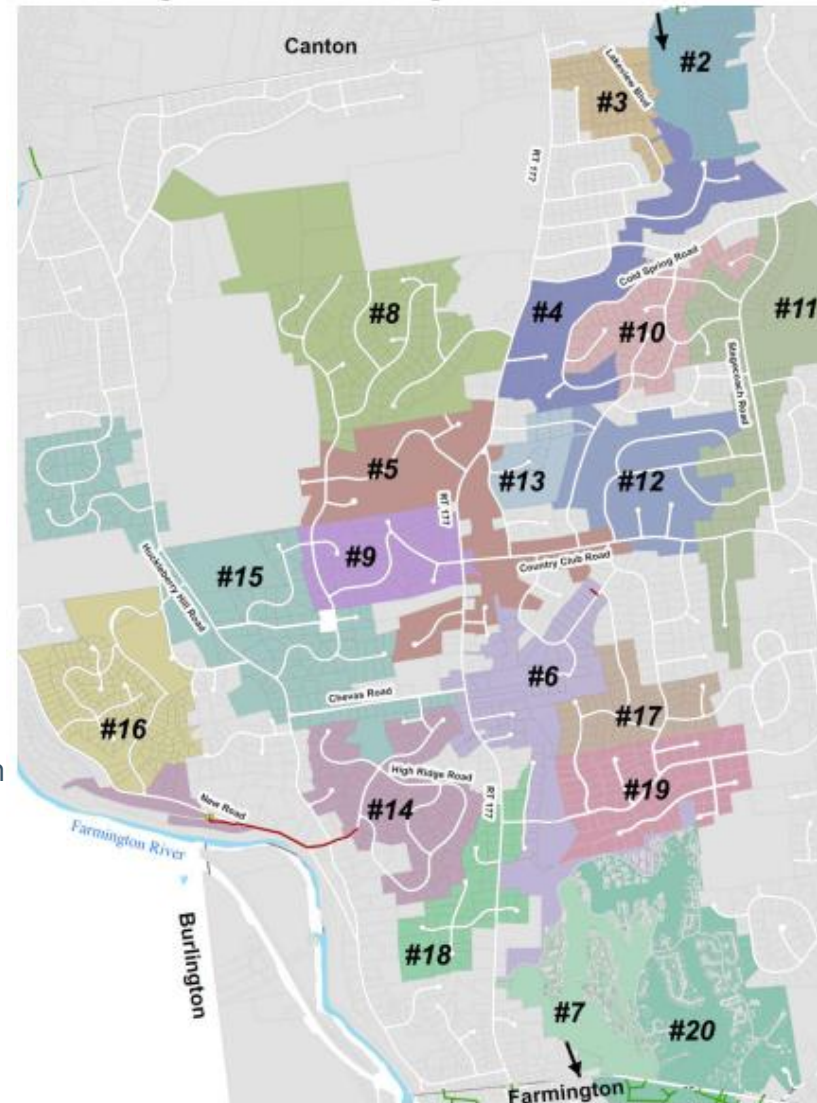 Canton
#2
Lakeview Blvd
#3
RT 177
Cold Spring Road
#4
#11
#8
#10
Stagecoach Road
#5
#13
#12
RT 177
#9
Country Club Road
#15
Huckleberry Hill Road
#6
Chevas Road
#17
#16
High Ridge Road
#19
New Road
#14
RT 177
n
Farmington River
Burlington
#18
#7
#20
Farmington